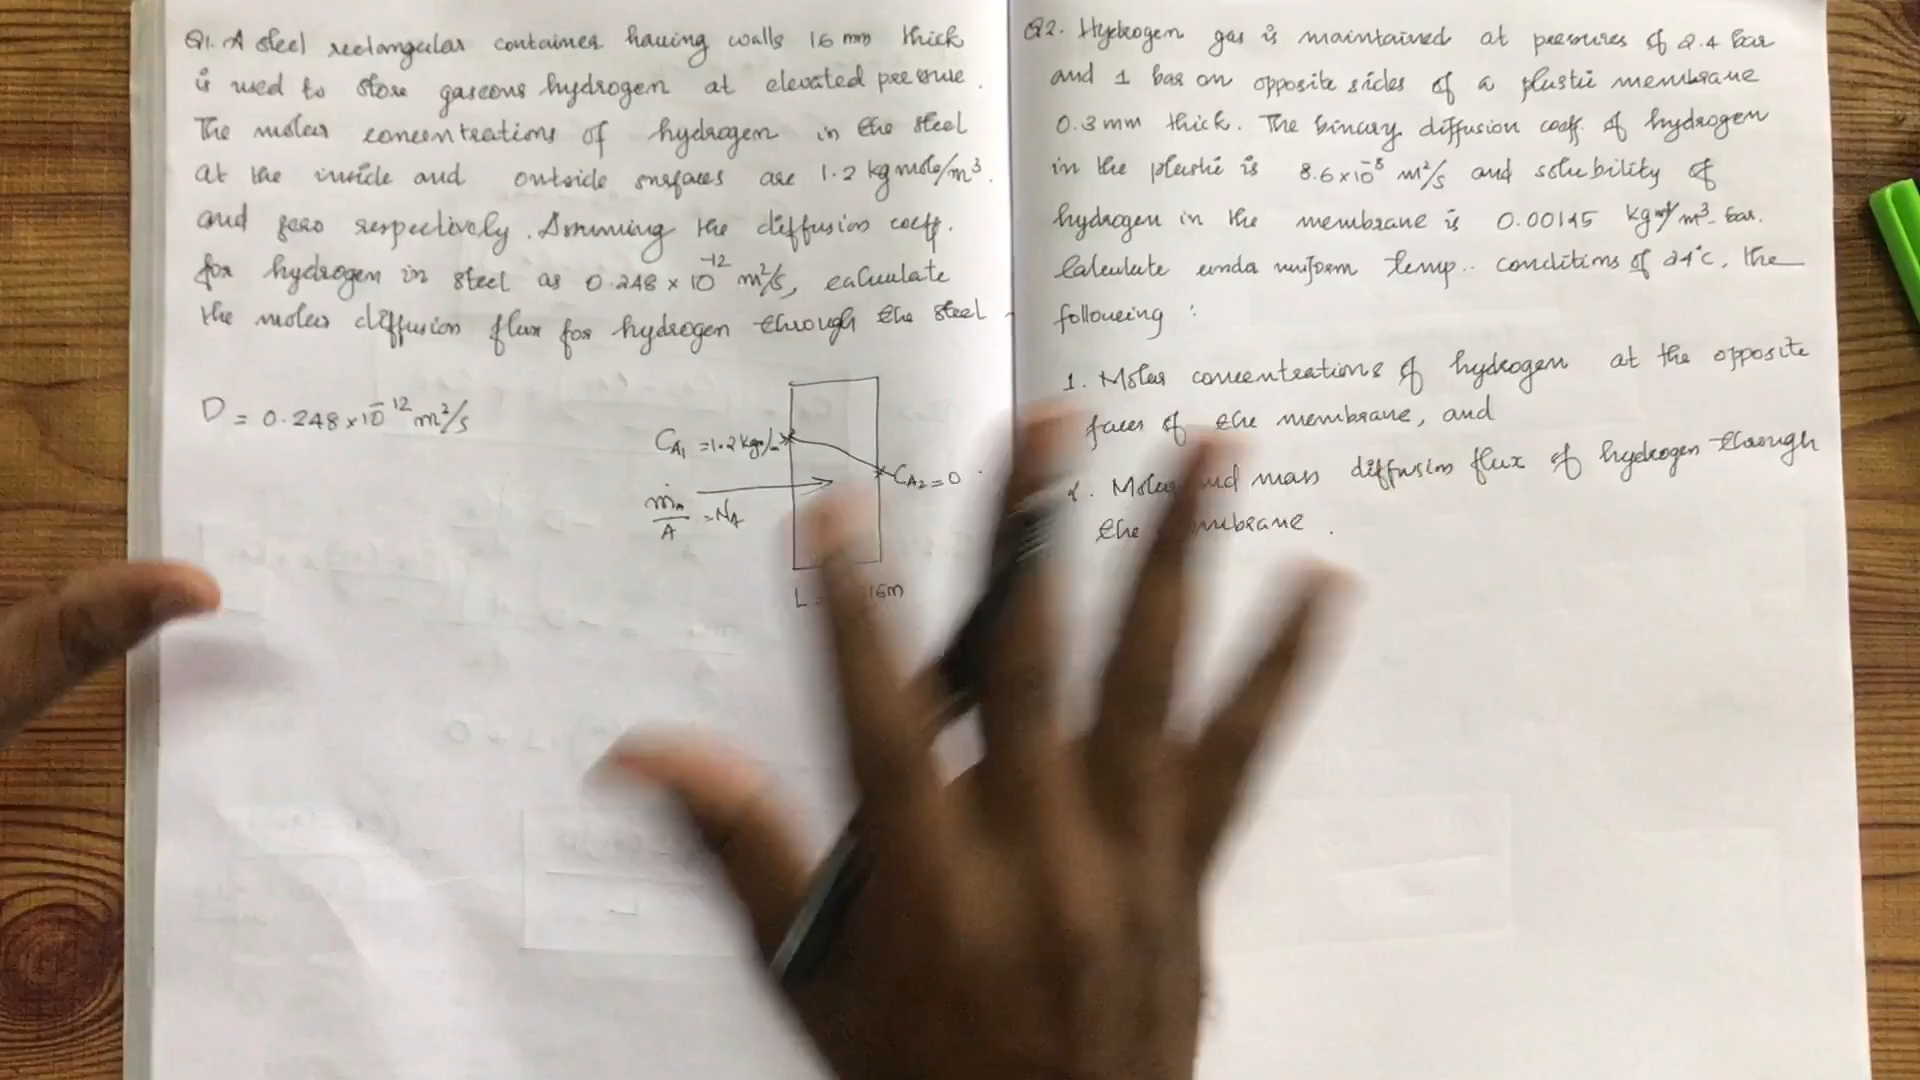 Q1. A steel rectangular container having walls 16 mm thick
is used to store gaseous hydrogen at elevated pressure.
The molar concentrations of hydrogen in the steel
at the inside and outside surfaces are 1.2 kg mole/m³.
and zero respectively. Assuming the diffusion coeff.
for hydrogen in steel as 0.248 × 10⁻¹² m²/s, calculate
the molar diffusion flux for hydrogen through the steel
D = 0.248×10⁻¹² m²/s
C_A₁ = 1.2 kg
C_A₂ = 0
ṁ_A/A = N_A
L 16m
Q2. Hydrogen gas is maintained at pressures of 2.4 bar
and 1 bar on opposite sides of a plastic membrane
0.3 mm thick. The binary diffusion coeff. of hydrogen
in the plastic is 8.6×10⁻⁸ m²/s and solubility of
hydrogen in the membrane is 0.00145 m³-bar.
Calculate under uniform temp.. conditions of 24°C, the
following :
1. Molar concentrations of hydrogen at the opposite
faces of the membrane, and
2. Molar and mass diffusion flux of hydrogen through
the membrane.